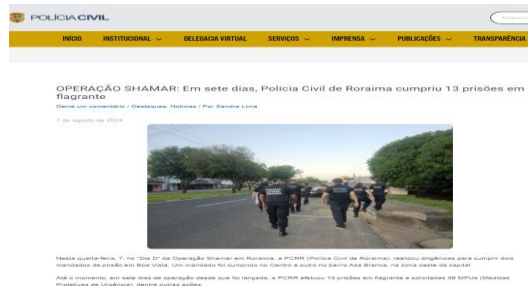 POLÍCIA CIVIL
INÍCIO INSTITUCIONAL DELEGACIA VIRTUAL SERVIÇOS IMPRENSA PUBLICAÇÕES TRANSPARÊNCIA
OPERAÇÃO SHAMAR: Em sete dias, Polícia Civil de Roraima cumpriu 13 prisões em
flagrante
Deixe um comentário / Destaques, Notícias / Por Sandra Lima
7 de agosto de 2024
Nesta quarta-feira, 7, no "Dia D" da Operação Shamar em Roraima, a PCRR (Polícia Civil de Roraima), realizou diligências para cumprir dois
mandados de prisão em Boa Vista. Um mandado foi cumprido no Centro e outro no bairro Asa Branca, na zona oeste da capital.
Até o momento, em sete dias de operação desde que foi lançada, a PCRR efetuou 13 prisões em flagrante e solicitadas 38 MPUs (Medidas
Protetivas de Urgência), dentre outras ações.